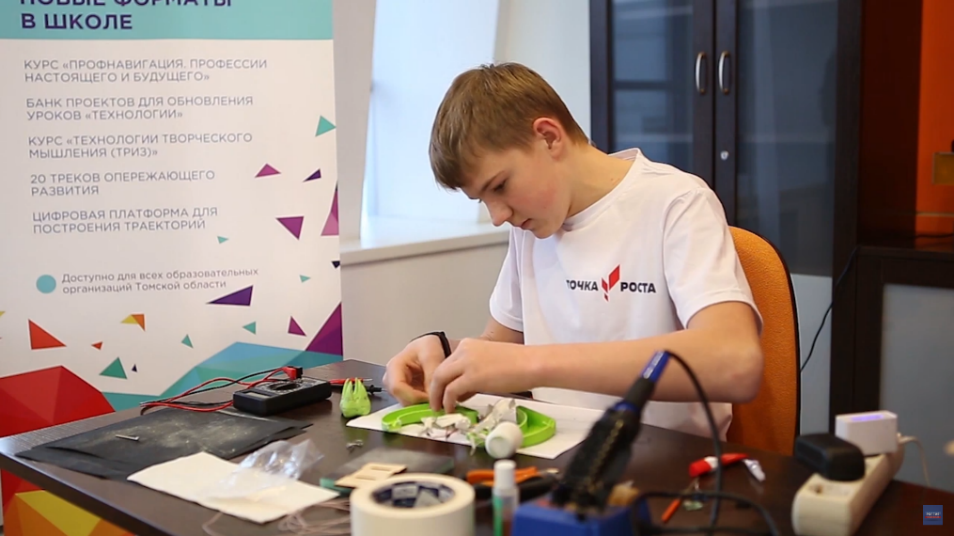 НОВЫЕ ФОРМАТЫ
В ШКОЛЕ
КУРС «ПРОФНАВИГАЦИЯ. ПРОФЕССИИ
НАСТОЯЩЕГО И БУДУЩЕГО»
БАНК ПРОЕКТОВ ДЛЯ ОБНОВЛЕНИЯ
УРОКОВ «ТЕХНОЛОГИИ»
КУРС «ТЕХНОЛОГИИ ТВОРЧЕСКОГО
МЫШЛЕНИЯ (ТРИЗ)»
20 ТРЕКОВ ОПЕРЕЖАЮЩЕГО
РАЗВИТИЯ
ЦИФРОВАЯ ПЛАТФОРМА ДЛЯ
ПОСТРОЕНИЯ ТРАЕКТОРИЙ
Доступно для всех образовательных
организаций Томской области
ТОЧКА РОСТА